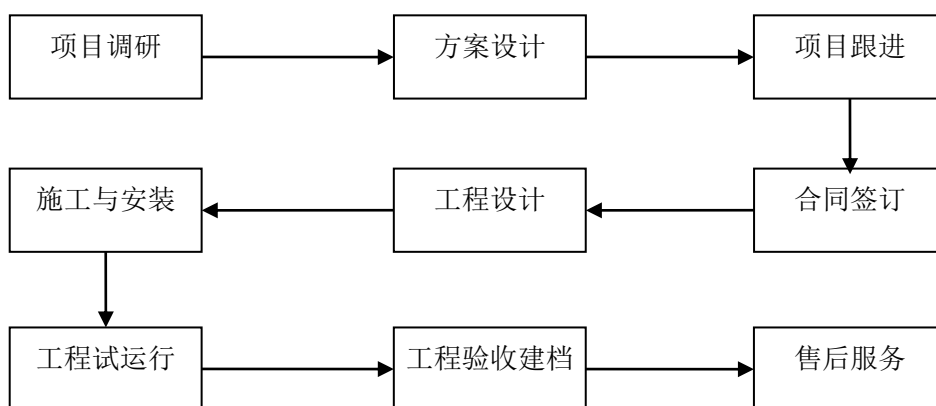 项目调研
方案设计
项目跟进
合同签订
工程设计
施工与安装
工程试运行
工程验收建档
售后服务